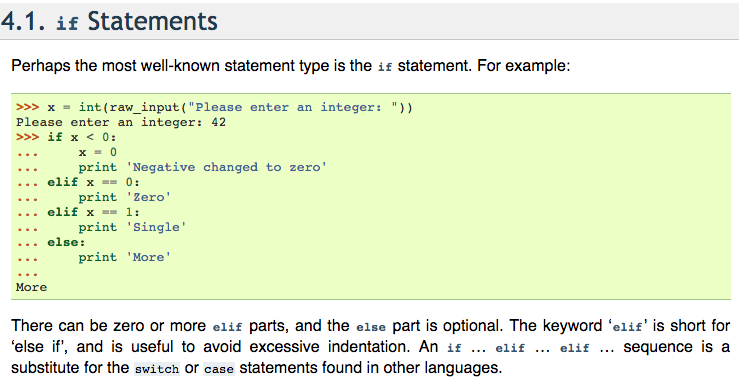 4.1. if Statements
Perhaps the most well-known statement type is the if statement. For example:
>>> x = int(raw_input("Please enter an integer: "))
Please enter an integer: 42
>>> if x < 0:
...     x = 0
...     print 'Negative changed to zero'
... elif x == 0:
...     print 'Zero'
... elif x == 1:
...     print 'Single'
... else:
...     print 'More'
...
More
There can be zero or more elif parts, and the else part is optional. The keyword ‘elif’ is short for
‘else if’, and is useful to avoid excessive indentation. An if ... elif ... elif ... sequence is a
substitute for the switch or case statements found in other languages.